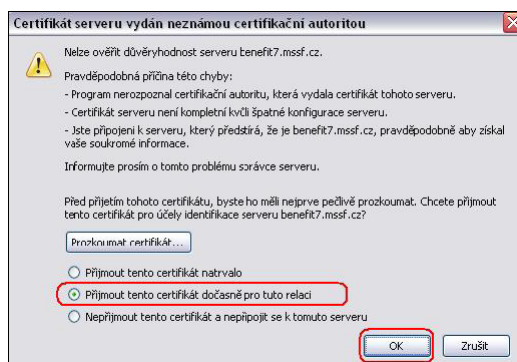 Certifikát serveru vydán neznámou certifikační autoritou
Nelze ověřit důvěryhodnost serveru benefit7.mssf.cz.
Pravděpodobná příčina této chyby:
- Program nerozpoznal certifikační autoritu, která vydala certifikát tohoto serveru.
- Certifikát serveru není kompletní kvůli špatné konfigurace serveru.
- Jste připojeni k serveru, který předstírá, že je benefit7.mssf.cz, pravděpodobně aby získal
vaše soukromé informace.
Informujte prosím o tomto problému správce serveru.
Před přijetím tohoto certifikátu, byste ho měli nejprve pečlivě prozkoumat. Chcete přijmout
tento certifikát pro účely identifikace serveru benefit7.mssf.cz?
Prozkoumat certifikát...
Přijmout tento certifikát natrvalo
Přijmout tento certifikát dočasně pro tuto relaci
Nepřijmout tento certifikát a nepřipojit se k tomuto serveru
OK Zrušit